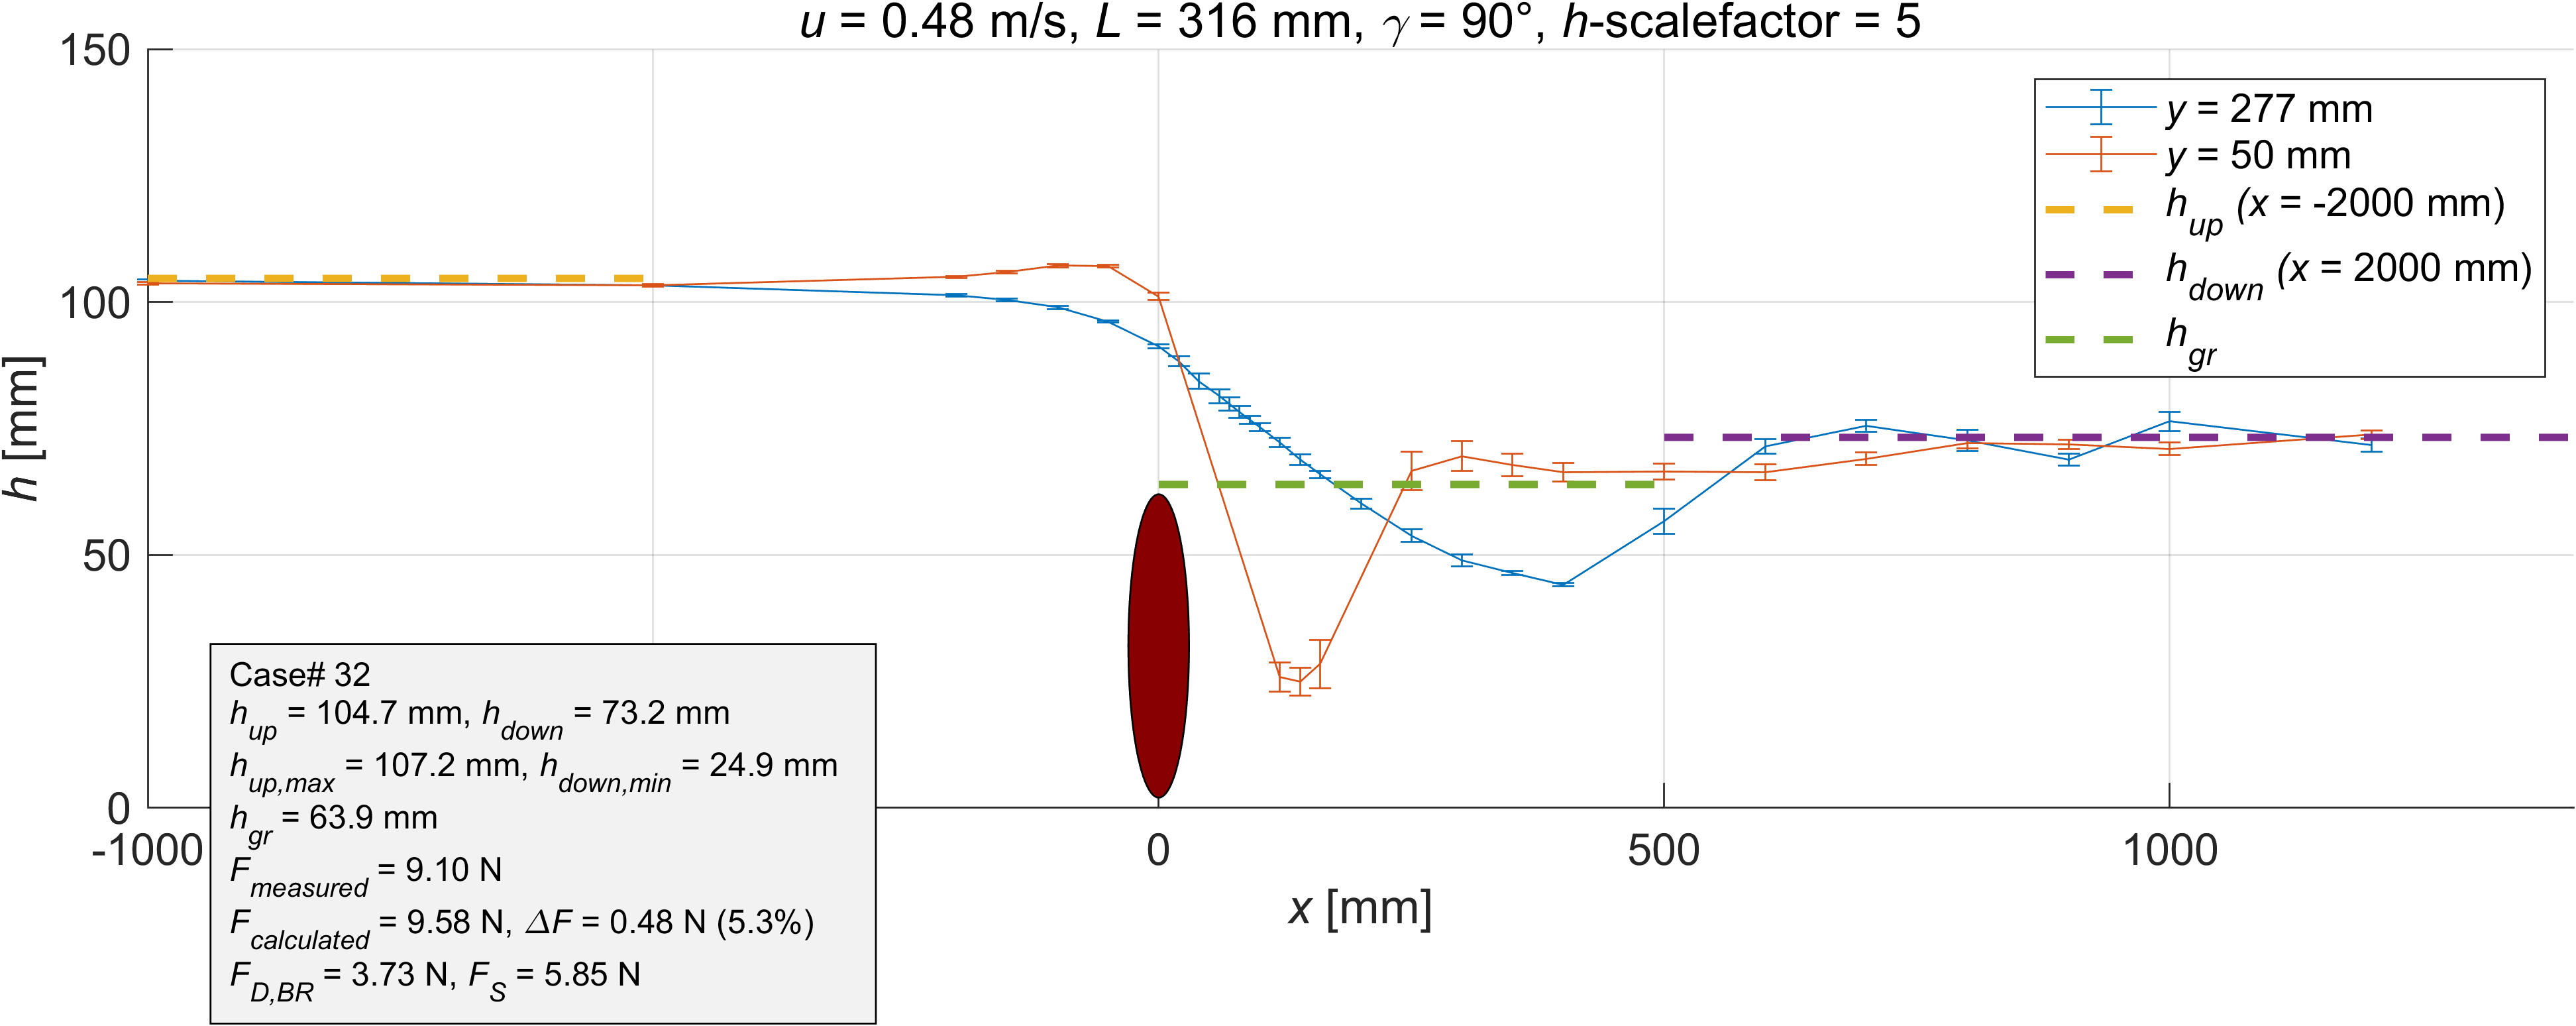 u = 0.48 m/s, L = 316 mm, γ = 90°, h-scalefactor = 5
150
100
50
0
h [mm]
-1000
0
500
1000
x [mm]
y = 277 mm
y = 50 mm
h_up (x = -2000 mm)
h_down (x = 2000 mm)
h_gr
Case# 32
h_up = 104.7 mm, h_down = 73.2 mm
h_up,max = 107.2 mm, h_down,min = 24.9 mm
h_gr = 63.9 mm
F_measured = 9.10 N
F_calculated = 9.58 N, ΔF = 0.48 N (5.3%)
F_D,BR = 3.73 N, F_S = 5.85 N